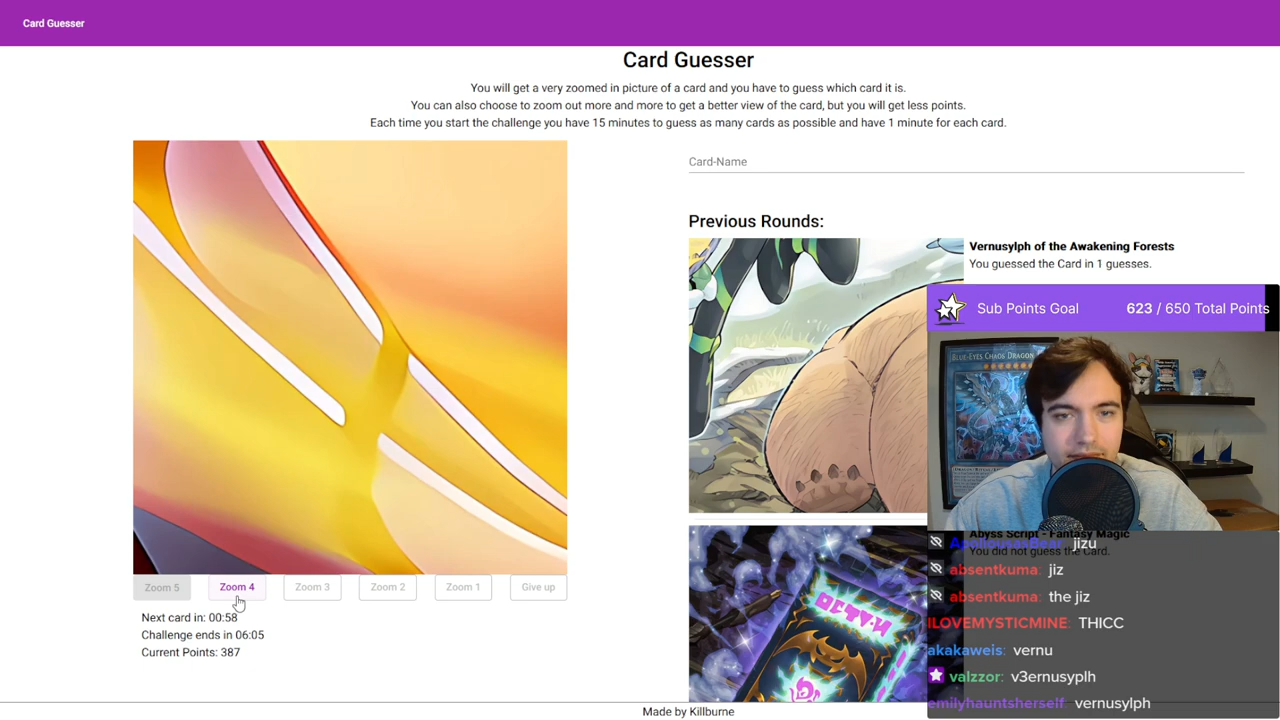 Card Guesser
Card Guesser
You will get a very zoomed in picture of a card and you have to guess which card it is.
You can also choose to zoom out more and more to get a better view of the card, but you will get less points.
Each time you start the challenge you have 15 minutes to guess as many cards as possible and have 1 minute for each card.
Card-Name
Previous Rounds:
Vernusylph of the Awakening Forests
You guessed the Card in 1 guesses.
Sub Points Goal 623 / 650 Total Points
BLUE-EYES CHAOS DRAGON
Abyss Script - Fantasy Magic
You did not guess the Card.
jizu
absentkuma: jiz
absentkuma: the jiz
ILOVEMYSTICMINE: THICC
akakaweis: vernu
valzzor: v3ernusyplh
emilyhauntsherself: vernusylph
Zoom 5
Zoom 4
Zoom 3
Zoom 2
Zoom 1
Give up
Next card in: 00:58
Challenge ends in 06:05
Current Points: 387
Made by Killburne